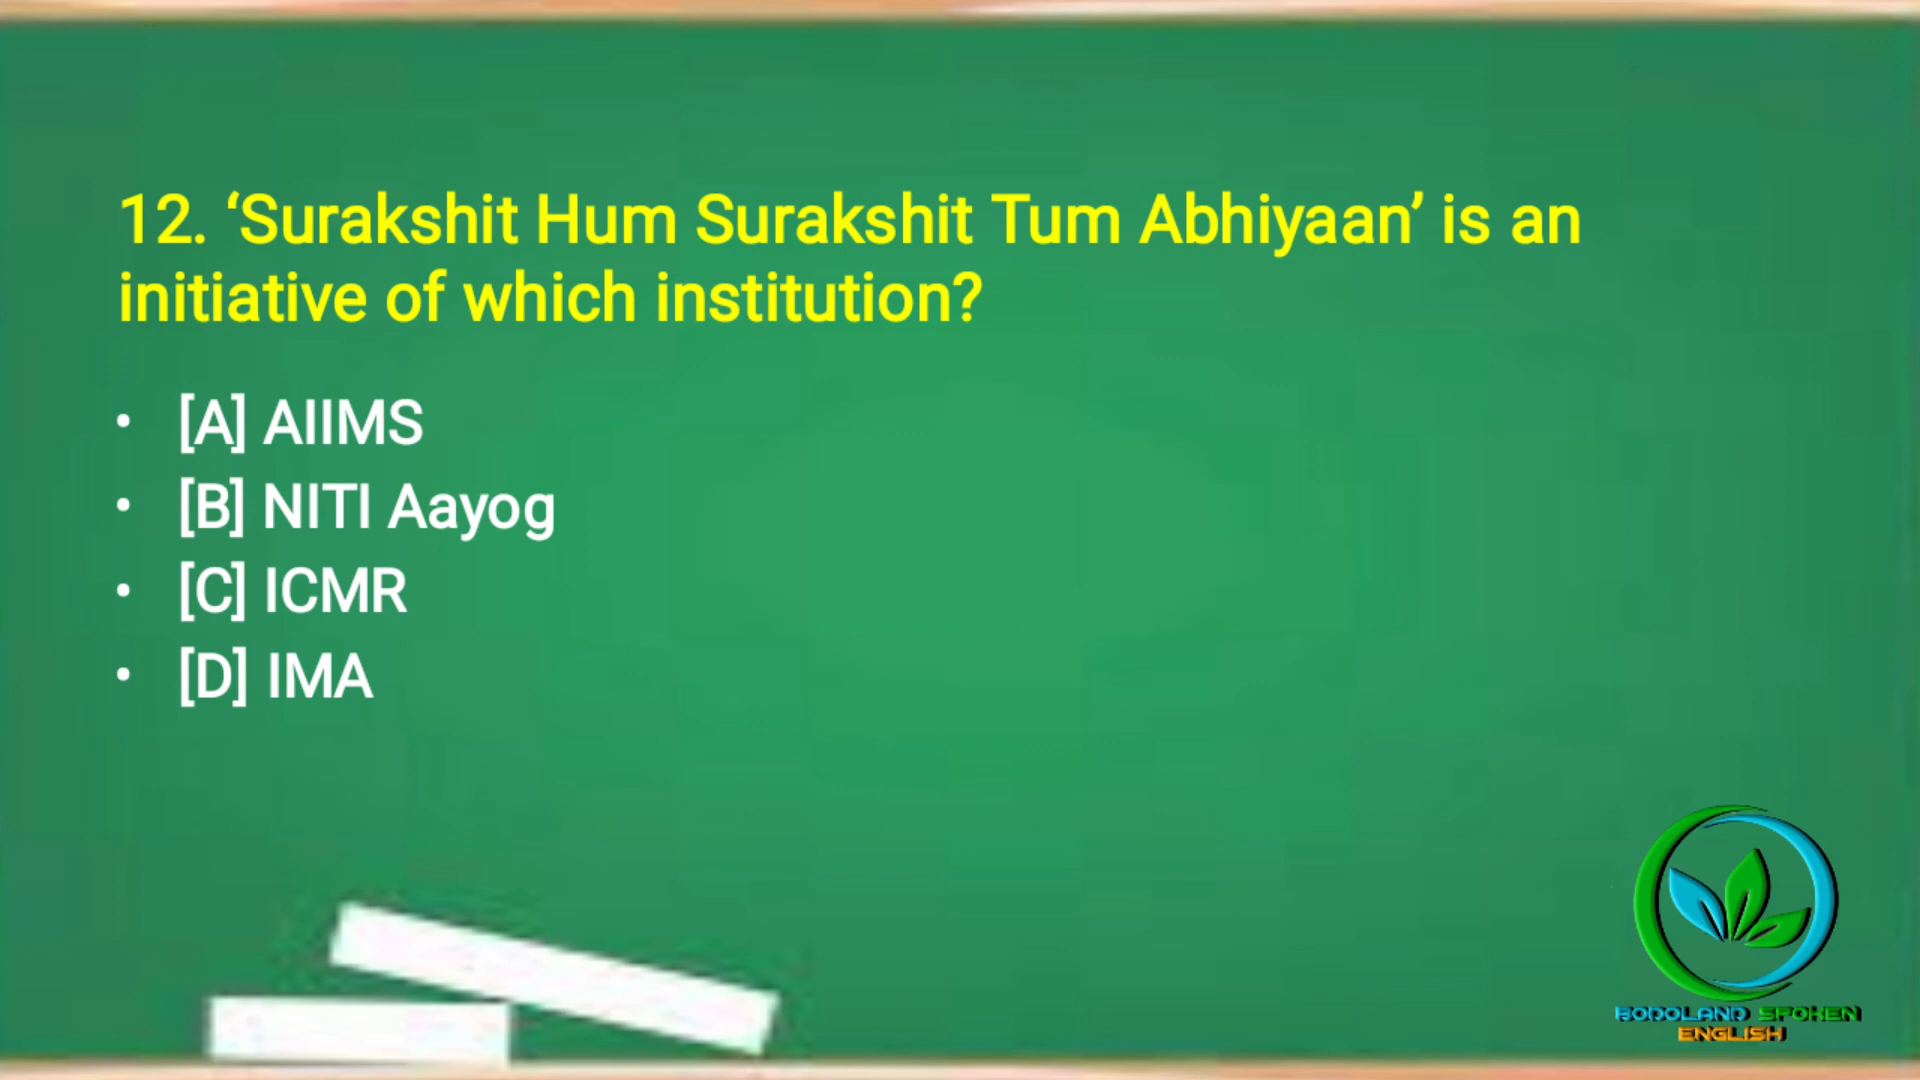 12. ‘Surakshit Hum Surakshit Tum Abhiyaan’ is an
initiative of which institution?
• [A] AIIMS
• [B] NITI Aayog
• [C] ICMR
• [D] IMA
BODOLAND SPOKEN
ENGLISH